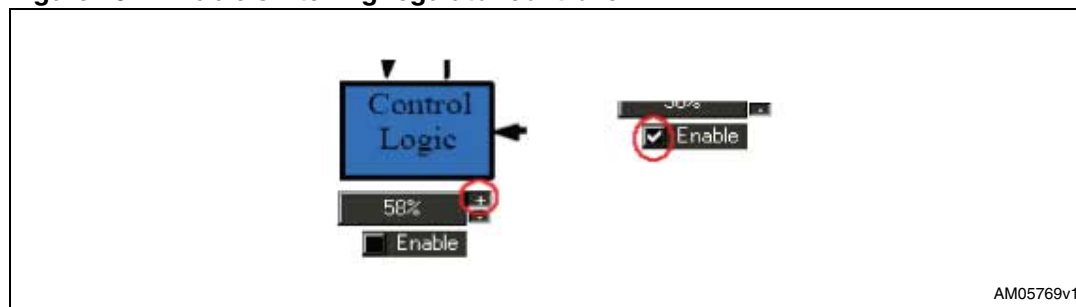 Control
Logic
58%
+
-
Enable
Enable
AM05769v1